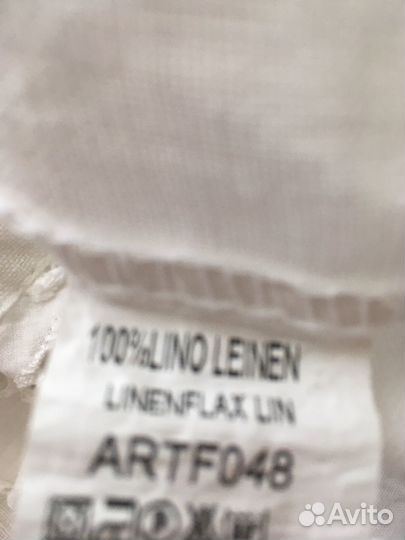 100%LINO LEINEN
LINENFLAX LIN
ARTF048
Avito